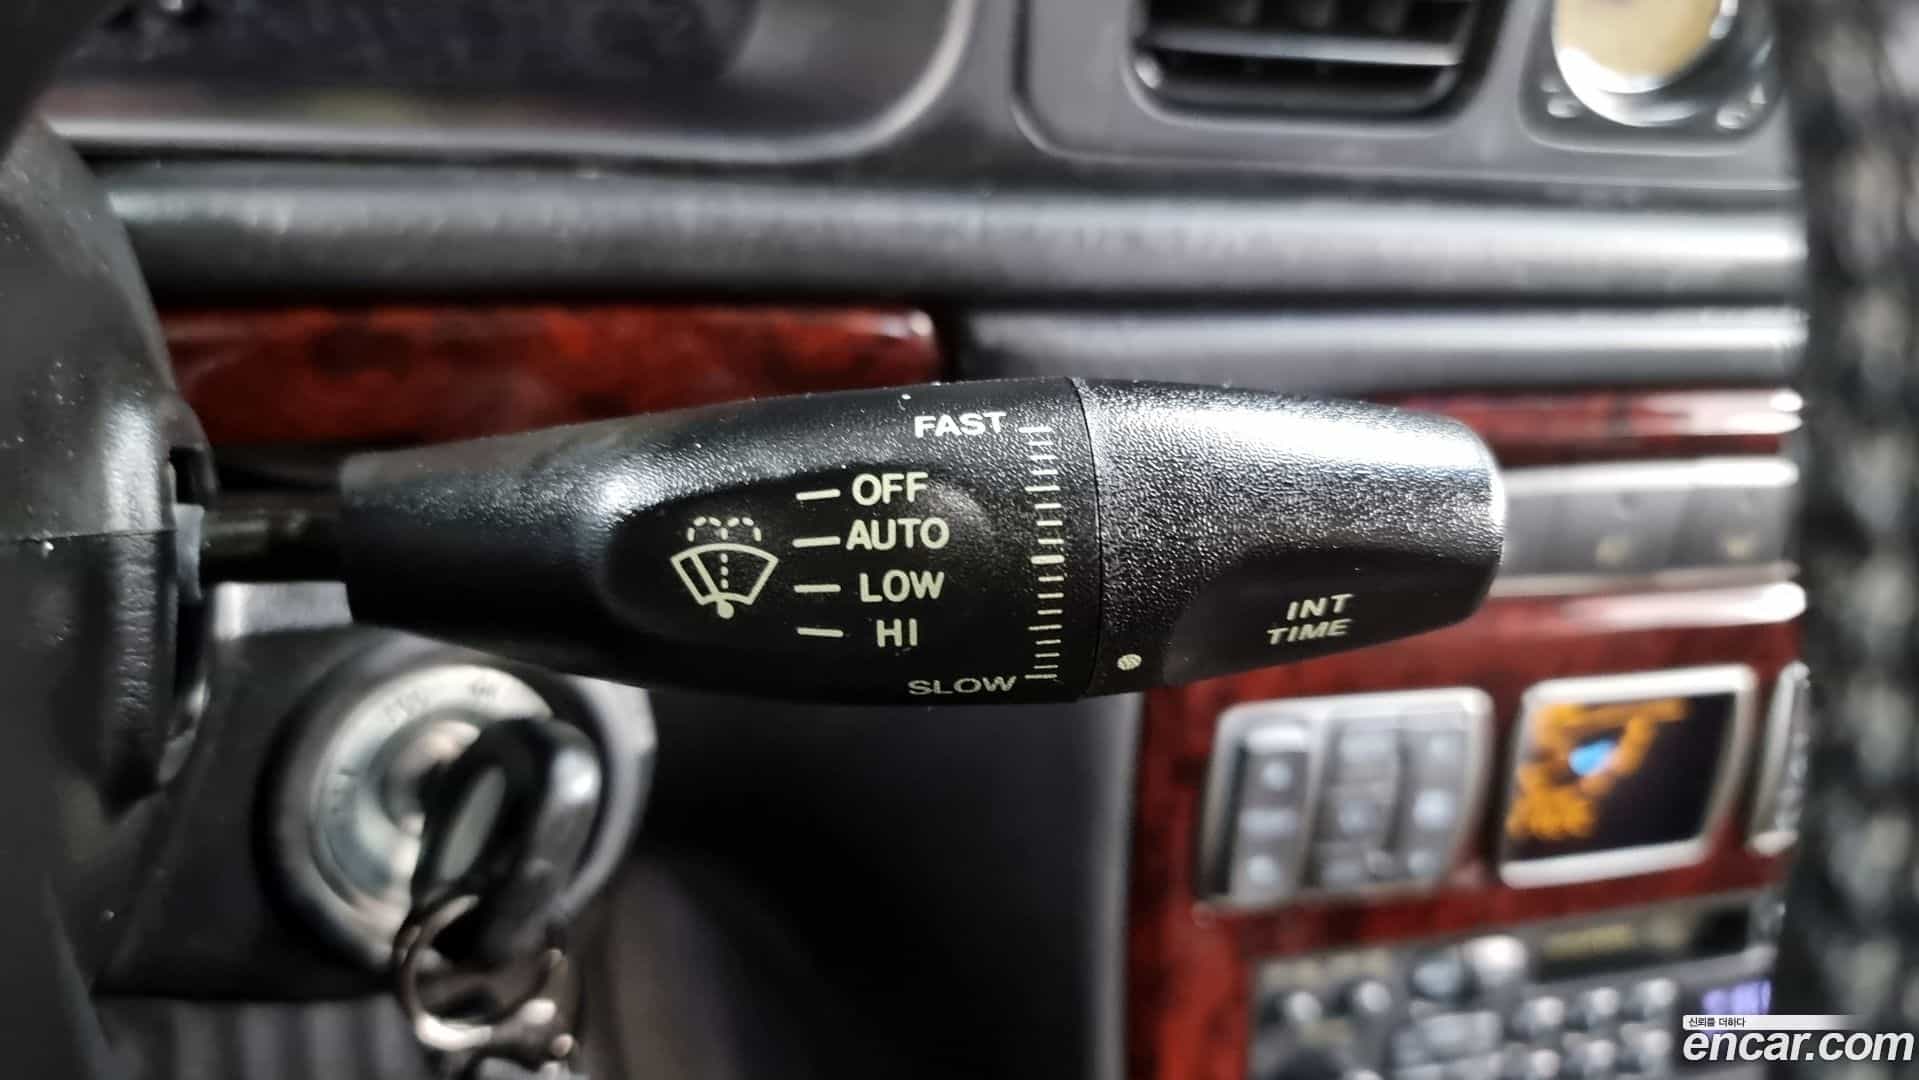 FAST
OFF
AUTO
LOW
HI
SLOW
INT
TIME
신뢰를 더하다
encar.com